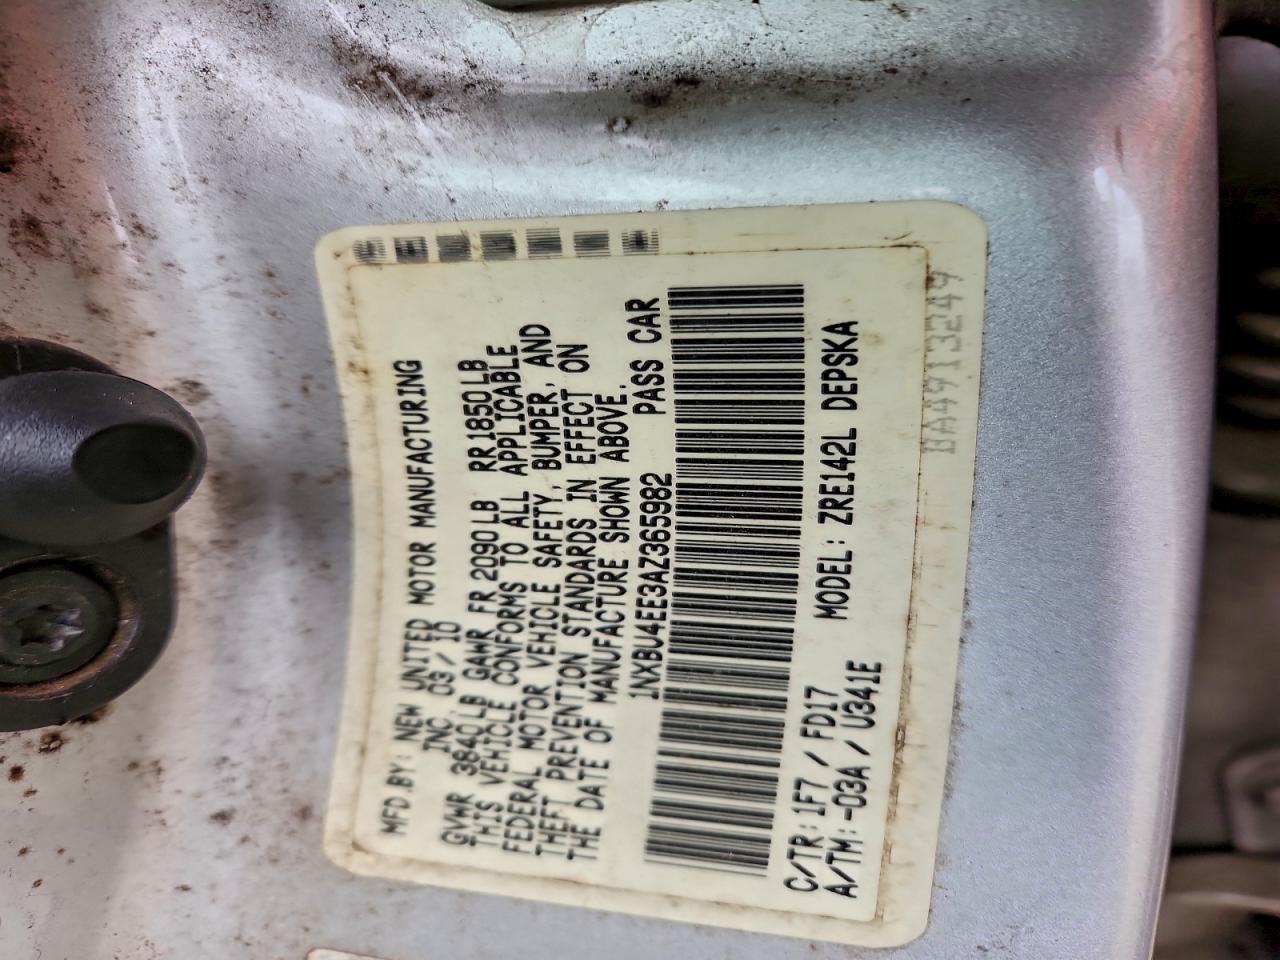 MFD.BY: NEW UNITED MOTOR MANUFACTURING
INC 03/10
GVWR 3840LB GAWR FR 2090LB RR1850LB
THIS VEHICLE CONFORMS TO ALL APPLICABLE
FEDERAL MOTOR VEHICLE SAFETY, BUMPER, AND
THEFT PREVENTION STANDARDS IN EFFECT ON
THE DATE OF MANUFACTURE SHOWN ABOVE.
1NXBU4EE3AZ365982 PASS CAR
C/TR: 1F7 / FD17 MODEL: ZRE142L DEPSKA
A/TM: -03A / U341E
BA4913249